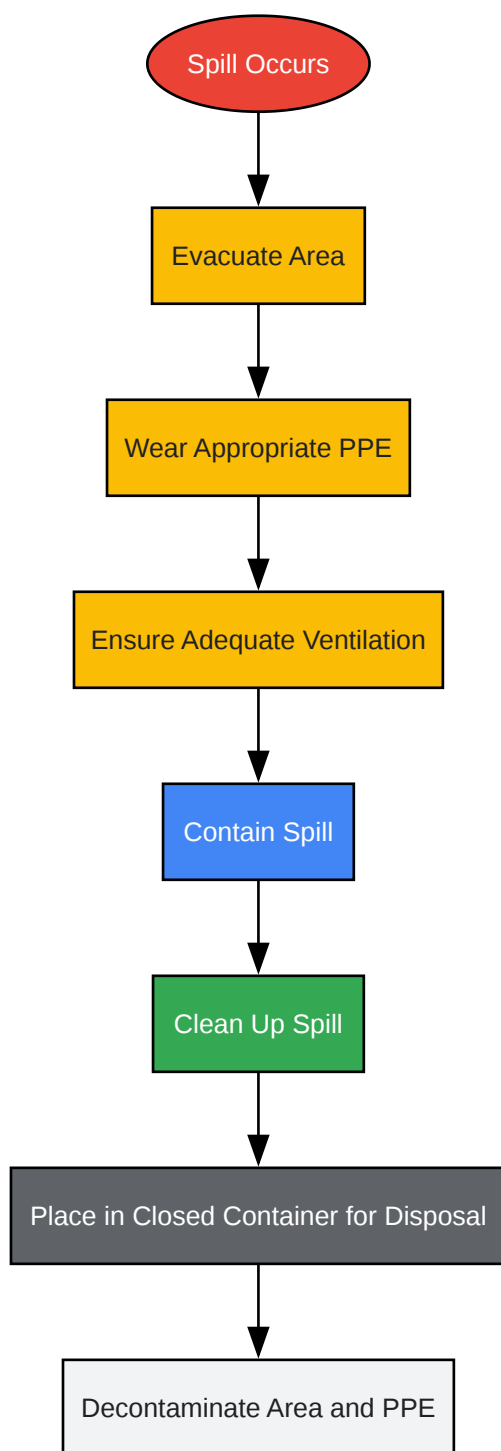 Spill Occurs
Evacuate Area
Wear Appropriate PPE
Ensure Adequate Ventilation
Contain Spill
Clean Up Spill
Place in Closed Container for Disposal
Decontaminate Area and PPE